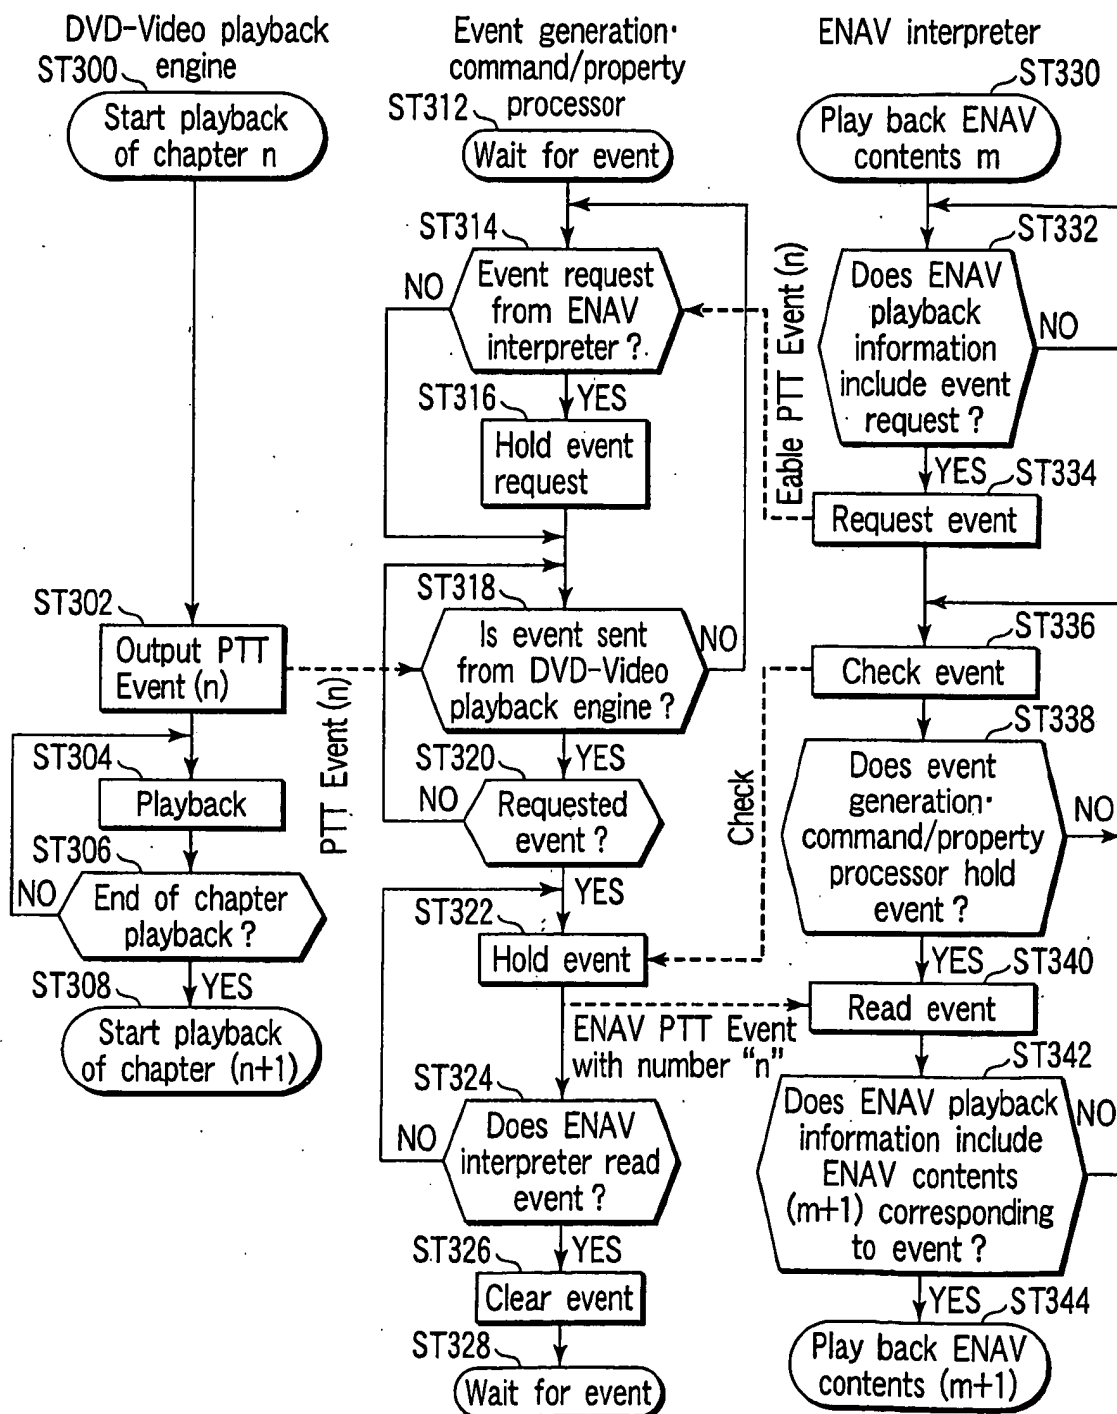 DVD-Video playback
engine
ST300
Start playback
of chapter n
ST302
Output PTT
Event (n)
PTT Event (n)
ST304
Playback
ST306
NO
End of chapter
playback ?
YES
ST308
Start playback
of chapter (n+1)
Event generation·
command/property
processor
ST312
Wait for event
ST314
NO
Event request
from ENAV
interpreter ?
YES
ST316
Hold event
request
ST318
Is event sent
from DVD-Video
playback engine ?
NO
YES
ST320
NO
Requested
event ?
YES
ST322
Hold event
ENAV PTT Event
with number “n”
ST324
NO
Does ENAV
interpreter read
event ?
YES
ST326
Clear event
ST328
Wait for event
ENAV interpreter
ST330
Play back ENAV
contents m
ST332
Does ENAV
playback
information
include event
request ?
NO
YES
ST334
Request event
Eable PTT Event (n)
ST336
Check event
Check
ST338
Does event
generation·
command/property
processor hold
event ?
NO
YES
ST340
Read event
ST342
Does ENAV playback
information include
ENAV contents
(m+1) corresponding
to event ?
NO
YES
ST344
Play back ENAV
contents (m+1)